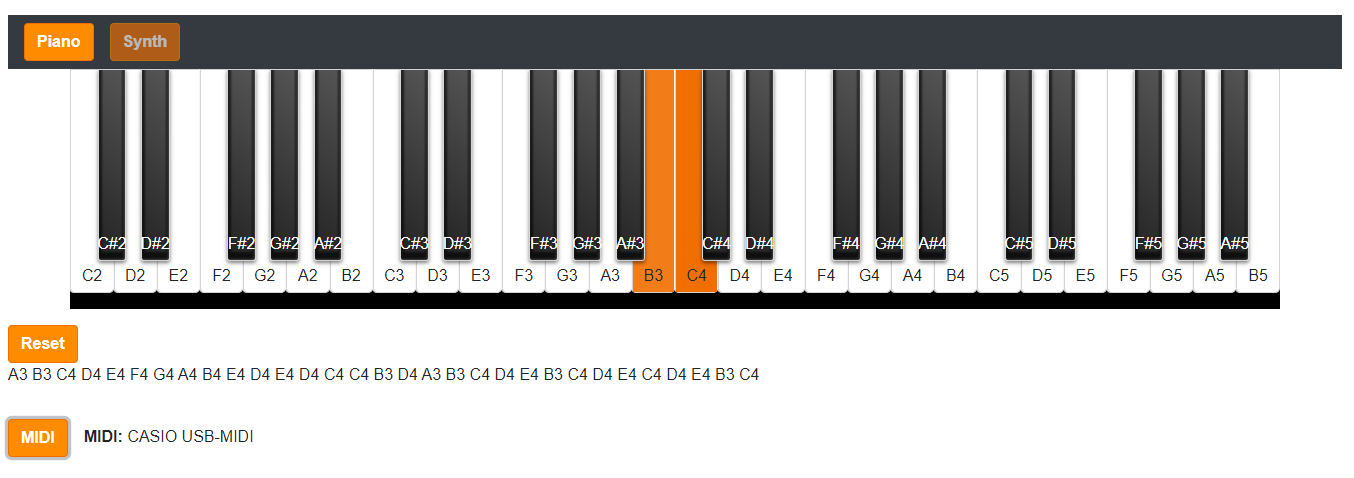 Piano Synth
C#2 D#2 F#2 G#2 A#2 C#3 D#3 F#3 G#3 A#3 C#4 D#4 F#4 G#4 A#4 C#5 D#5 F#5 G#5 A#5
C2 D2 E2 F2 G2 A2 B2 C3 D3 E3 F3 G3 A3 B3 C4 D4 E4 F4 G4 A4 B4 C5 D5 E5 F5 G5 A5 B5
Reset
A3 B3 C4 D4 E4 F4 G4 A4 B4 E4 D4 E4 D4 C4 C4 B3 D4 A3 B3 C4 D4 E4 B3 C4 D4 E4 C4 D4 E4 B3 C4
MIDI MIDI: CASIO USB-MIDI